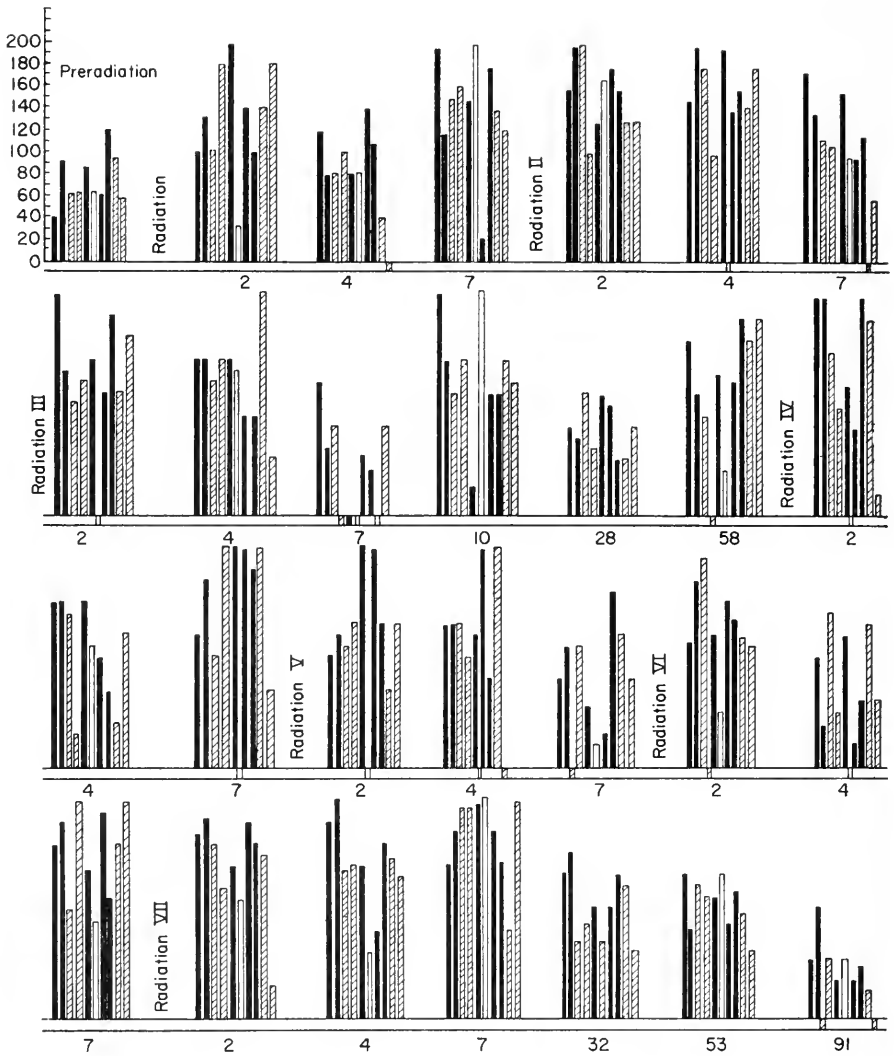 200
180
160
140
120
100
80
60
40
20
0
Preradiation
Radiation
Radiation II
2 4 7 2 4 7
Radiation III
Radiation IV
2 4 7 10 28 58 2
Radiation V
Radiation VI
4 7 2 4 7 2 4
Radiation VII
7 2 4 7 32 53 91